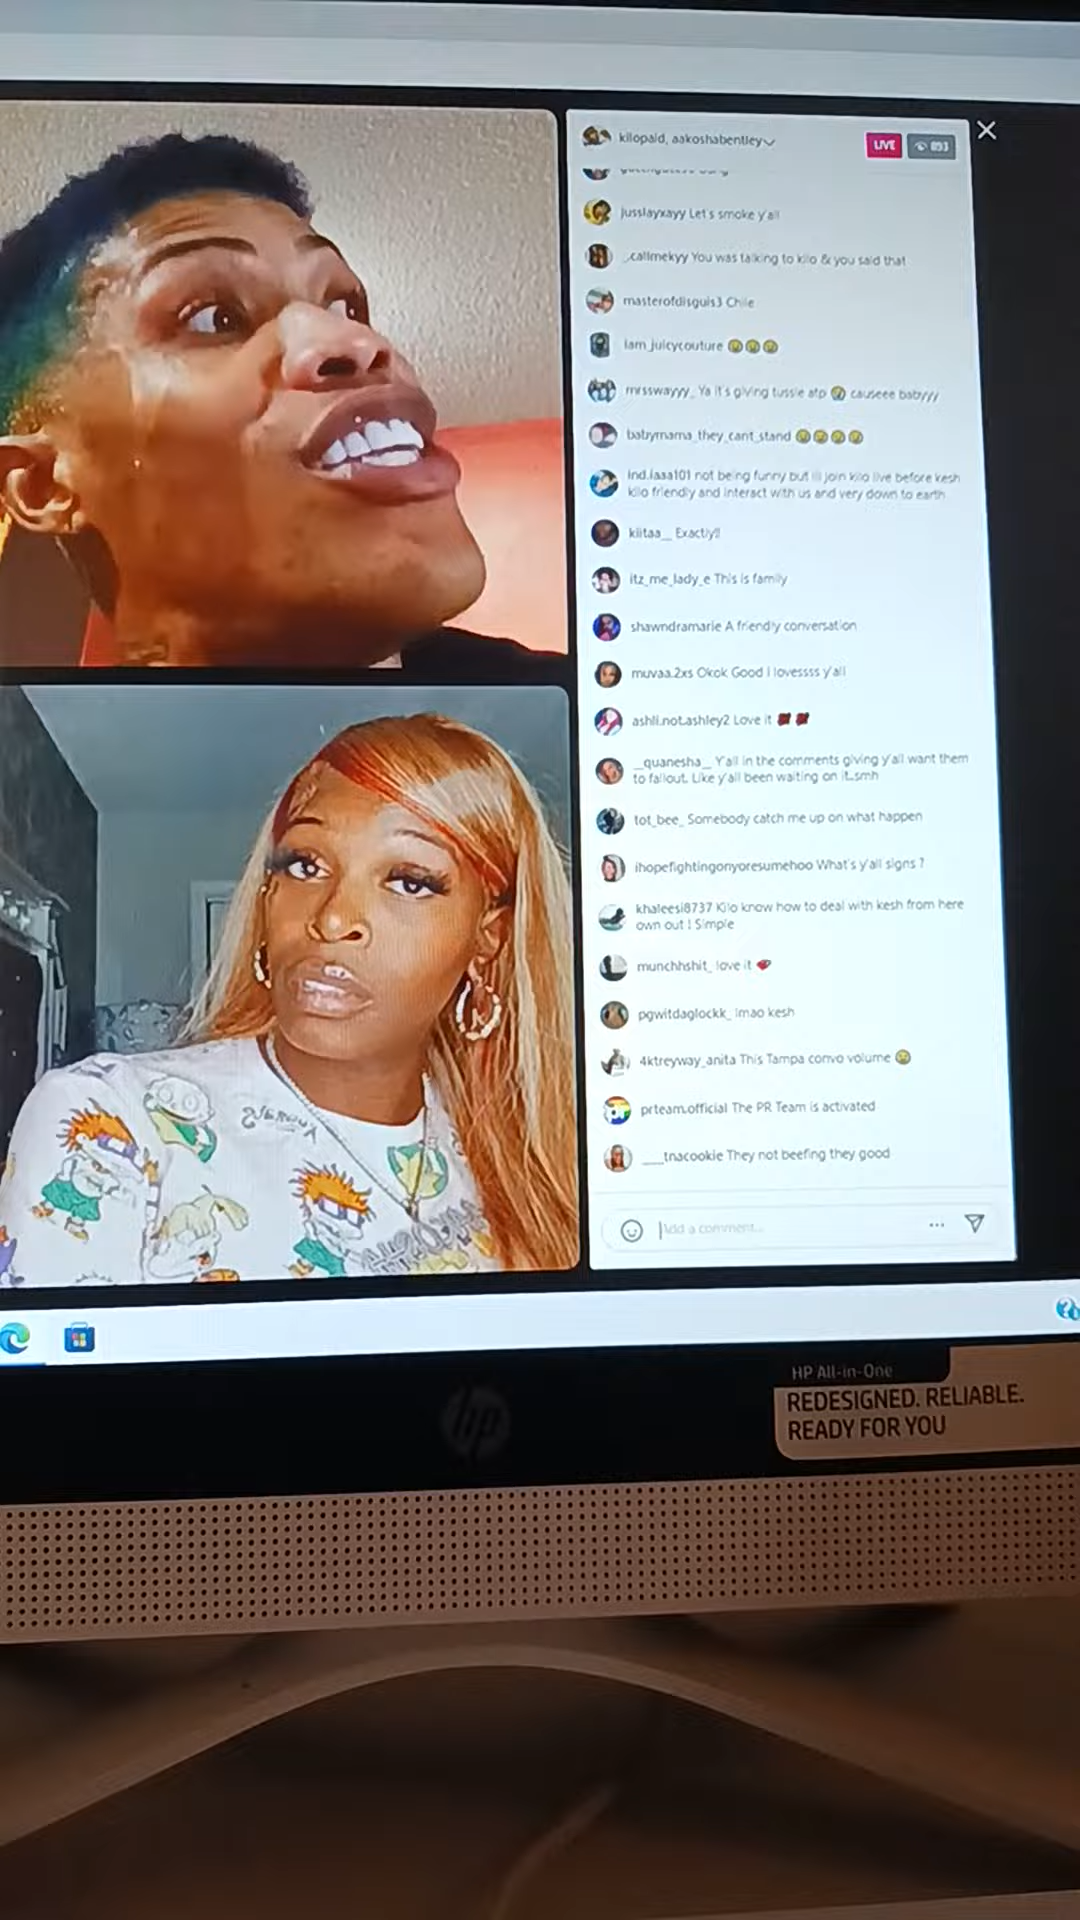 kilopaid, aakoshabentley
LIVE
893
jusslayxayy Let's smoke y'all
_.callmekyy You was talking to kilo & you said that
masterofdisguis3 Chile
iam_juicycouture
mrsswayyy_ Ya it's giving tussle atp 🤣 causeee babyyy
babymama_they_cant_stand
ind.iaaa101 not being funny but ill join kilo live before kesh
kilo friendly and interact with us and very down to earth
kiitaa__ Exactly!!
itz_me_lady_e This is family
shawndramarie A friendly conversation
muvaa.2xs Okok Good I lovessss y'all
ashli.not.ashley2 Love it
__quanesha__ Y'all in the comments giving y'all want them
to fallout. Like y'all been waiting on it..smh
tot_bee_ Somebody catch me up on what happen
ihopefightingonyoresumehoo What's y'all signs ?
khaleesi8737 Kilo know how to deal with kesh from here
own out ! Simple
munchhshit_ love it
pgwitdaglockk_ lmao kesh
4ktreyway_anita This Tampa convo volume
prteam.official The PR Team is activated
___tnacookie They not beefing they good
Add a comment...
HP All-in-One
hp
REDESIGNED. RELIABLE.
READY FOR YOU